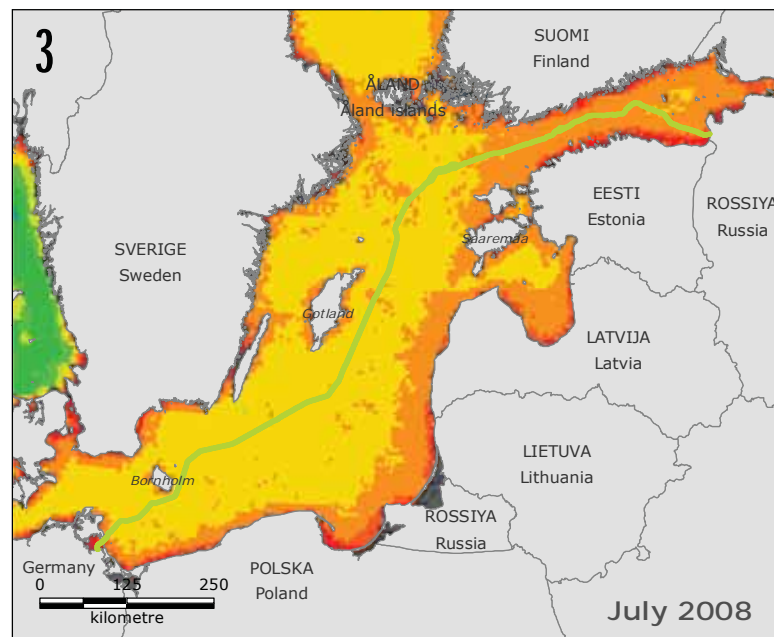 3
SUOMI
Finland
ÅLAND
Åland islands
EESTI
Estonia
ROSSIYA
Russia
SVERIGE
Sweden
Saaremaa
Gotland
LATVIJA
Latvia
LIETUVA
Lithuania
Bornholm
ROSSIYA
Russia
Germany
POLSKA
Poland
0 125 250
kilometre
July 2008